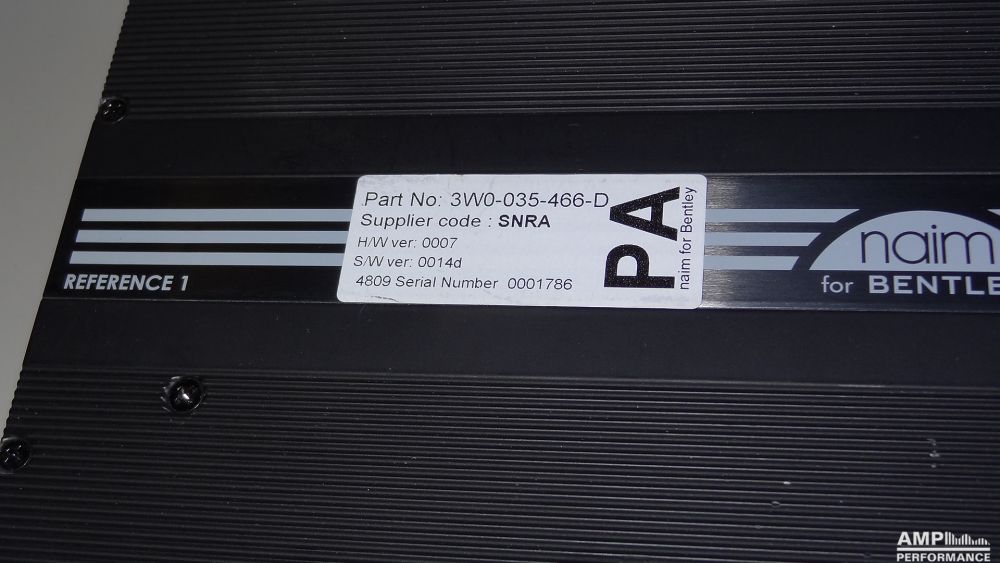 Part No: 3W0-035-466-D
Supplier code : SNRA
H/W ver: 0007
S/W ver: 0014d
4809 Serial Number 0001786
PA
naim for Bentley
REFERENCE 1
naim
for BENTLE
AMP
PERFORMANCE